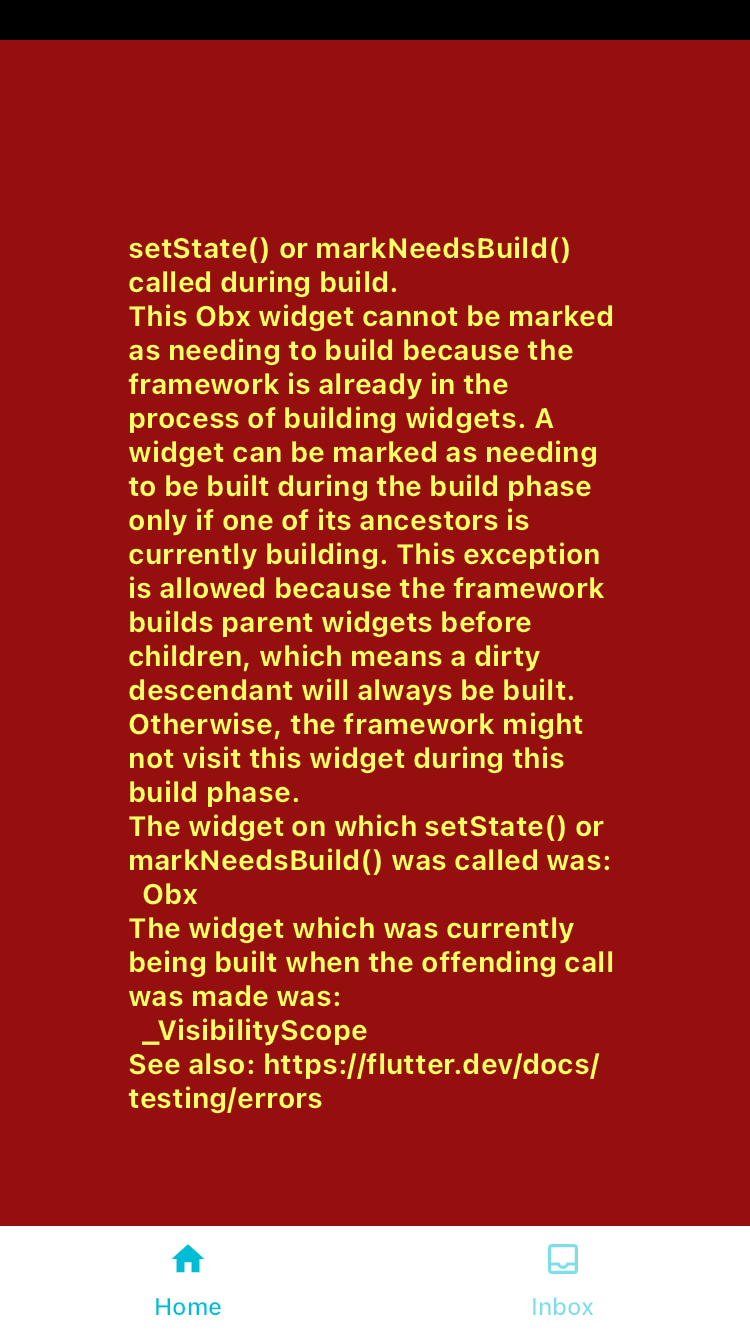 setState() or markNeedsBuild()
called during build.
This Obx widget cannot be marked
as needing to build because the
framework is already in the
process of building widgets. A
widget can be marked as needing
to be built during the build phase
only if one of its ancestors is
currently building. This exception
is allowed because the framework
builds parent widgets before
children, which means a dirty
descendant will always be built.
Otherwise, the framework might
not visit this widget during this
build phase.
The widget on which setState() or
markNeedsBuild() was called was:
Obx
The widget which was currently
being built when the offending call
was made was:
_VisibilityScope
See also: https://flutter.dev/docs/
testing/errors
Home
Inbox